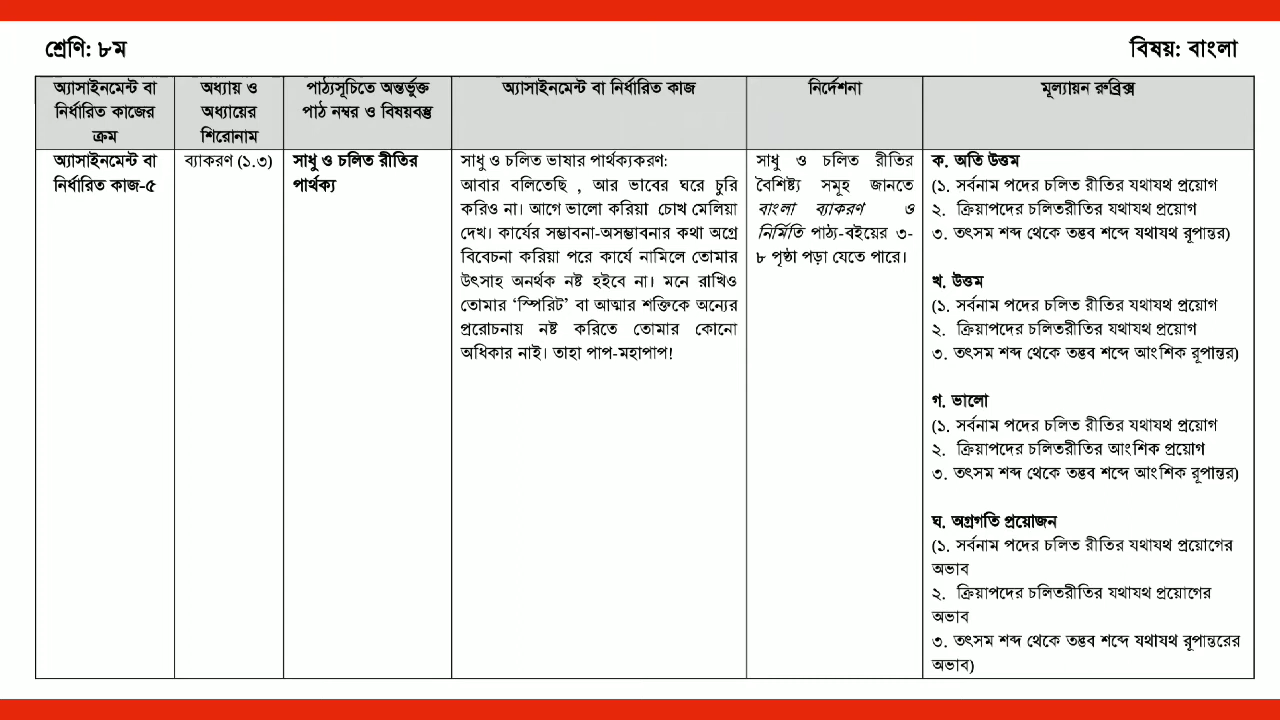 শ্রেণি: ৮ম
বিষয়: বাংলা
অ্যাসাইনমেন্ট বা
নির্ধারিত কাজের
ক্রম
অধ্যায় ও
অধ্যায়ের
শিরোনাম
পাঠ্যসূচিতে অন্তর্ভুক্ত
পাঠ নম্বর ও বিষয়বস্তু
অ্যাসাইনমেন্ট বা নির্ধারিত কাজ
নির্দেশনা
মূল্যায়ন রুব্রিক্স
অ্যাসাইনমেন্ট বা
নির্ধারিত কাজ-৫
ব্যাকরণ (১.৩)
সাধু ও চলিত রীতির
পার্থক্য
সাধু ও চলিত ভাষার পার্থক্যকরণ:
আবার বলিতেছি , আর ভাবের ঘরে চুরি
করিও না। আগে ভালো করিয়া চোখ মেলিয়া
দেখ। কার্যের সম্ভাবনা-অসম্ভাবনার কথা অগ্রে
বিবেচনা করিয়া পরে কার্যে নামিলে তোমার
উৎসাহ অনর্থক নষ্ট হইবে না। মনে রাখিও
তোমার ‘স্পিরিট’ বা আত্মার শক্তিকে অন্যের
প্ররোচনায় নষ্ট করিতে তোমার কোনো
অধিকার নাই। তাহা পাপ-মহাপাপ!
সাধু ও চলিত রীতির
বৈশিষ্ট্য সমূহ জানতে
বাংলা ব্যাকরণ ও
নির্মিতি পাঠ্য-বইয়ের ৩-
৮ পৃষ্ঠা পড়া যেতে পারে।
ক. অতি উত্তম
(১. সর্বনাম পদের চলিত রীতির যথাযথ প্রয়োগ
২. ক্রিয়াপদের চলিতরীতির যথাযথ প্রয়োগ
৩. তৎসম শব্দ থেকে তদ্ভব শব্দে যথাযথ রূপান্তর)
খ. উত্তম
(১. সর্বনাম পদের চলিত রীতির যথাযথ প্রয়োগ
২. ক্রিয়াপদের চলিতরীতির যথাযথ প্রয়োগ
৩. তৎসম শব্দ থেকে তদ্ভব শব্দে আংশিক রূপান্তর)
গ. ভালো
(১. সর্বনাম পদের চলিত রীতির যথাযথ প্রয়োগ
২. ক্রিয়াপদের চলিতরীতির আংশিক প্রয়োগ
৩. তৎসম শব্দ থেকে তদ্ভব শব্দে আংশিক রূপান্তর)
ঘ. অগ্রগতি প্রয়োজন
(১. সর্বনাম পদের চলিত রীতির যথাযথ প্রয়োগের
অভাব
২. ক্রিয়াপদের চলিতরীতির যথাযথ প্রয়োগের
অভাব
৩. তৎসম শব্দ থেকে তদ্ভব শব্দে যথাযথ রূপান্তরের
অভাব)